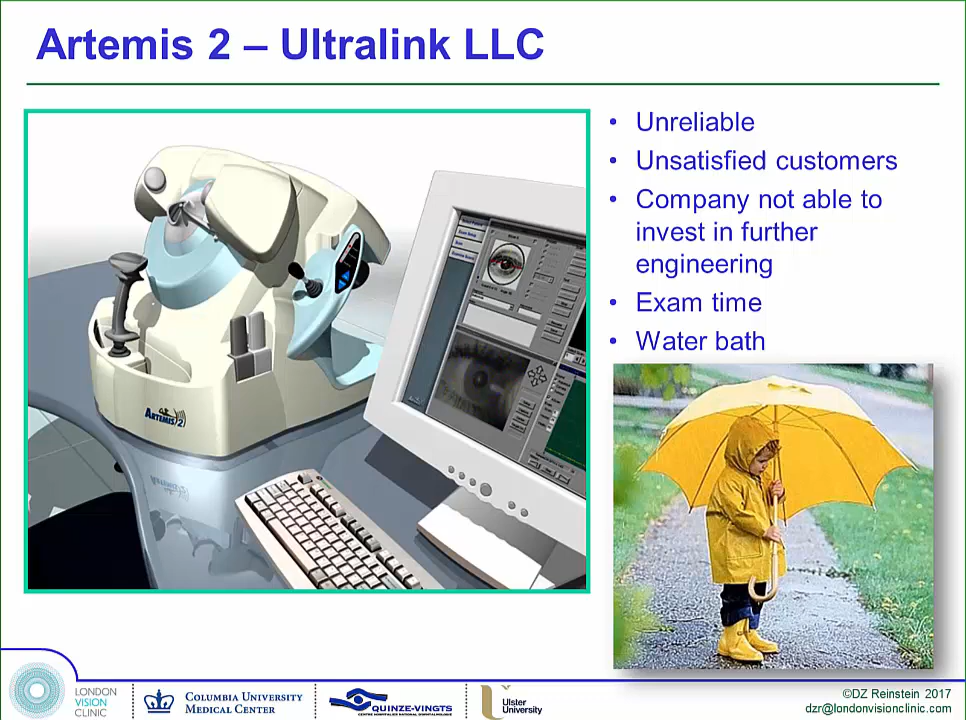 Artemis 2 – Ultralink LLC
• Unreliable
• Unsatisfied customers
• Company not able to
invest in further
engineering
• Exam time
• Water bath
ARTEMIS 2
LONDON
VISION
CLINIC
COLUMBIA UNIVERSITY
MEDICAL CENTER
QUINZE-VINGTS
CENTRE HOSPITALIER NATIONAL D'OPHTALMOLOGIE
Ulster
University
©DZ Reinstein 2017
dzr@londonvisionclinic.com